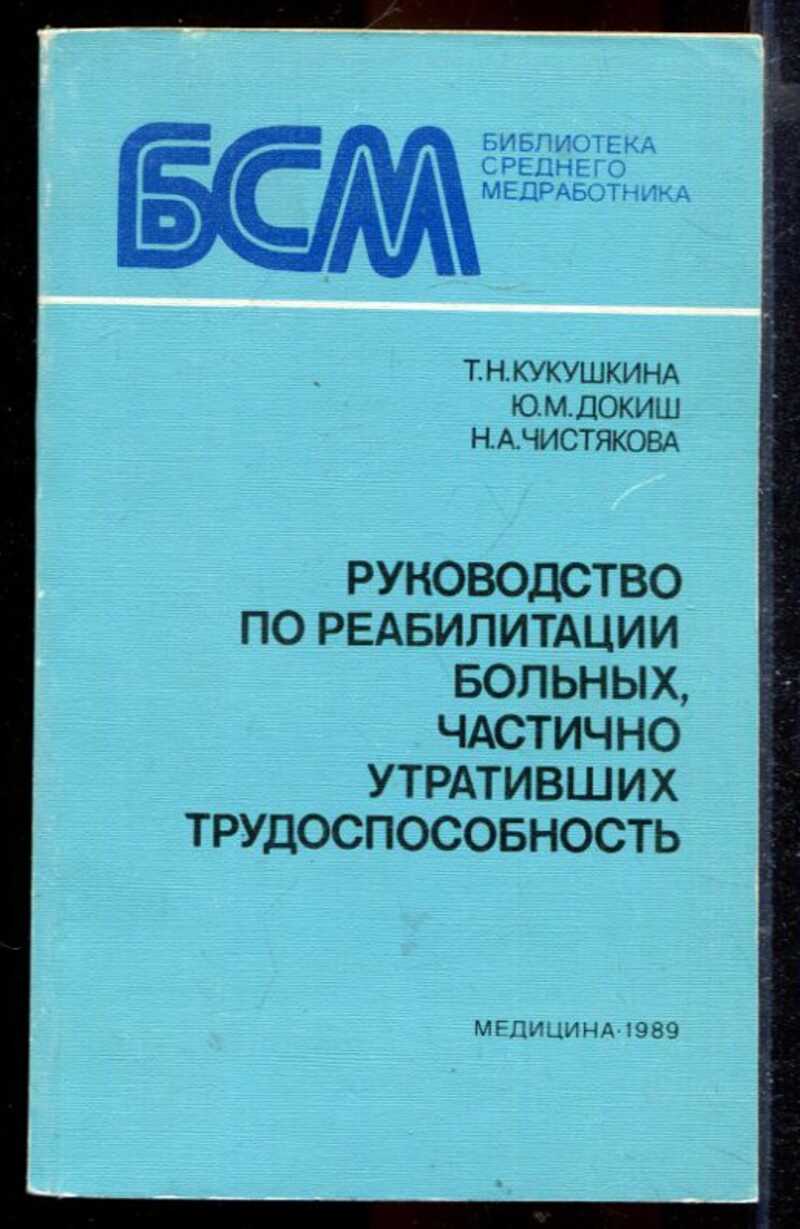 БСМ
БИБЛИОТЕКА
СРЕДНЕГО
МЕДРАБОТНИКА
Т.Н.КУКУШКИНА
Ю.М.ДОКИШ
Н.А.ЧИСТЯКОВА
РУКОВОДСТВО
ПО РЕАБИЛИТАЦИИ
БОЛЬНЫХ,
ЧАСТИЧНО
УТРАТИВШИХ
ТРУДОСПОСОБНОСТЬ
МЕДИЦИНА·1989